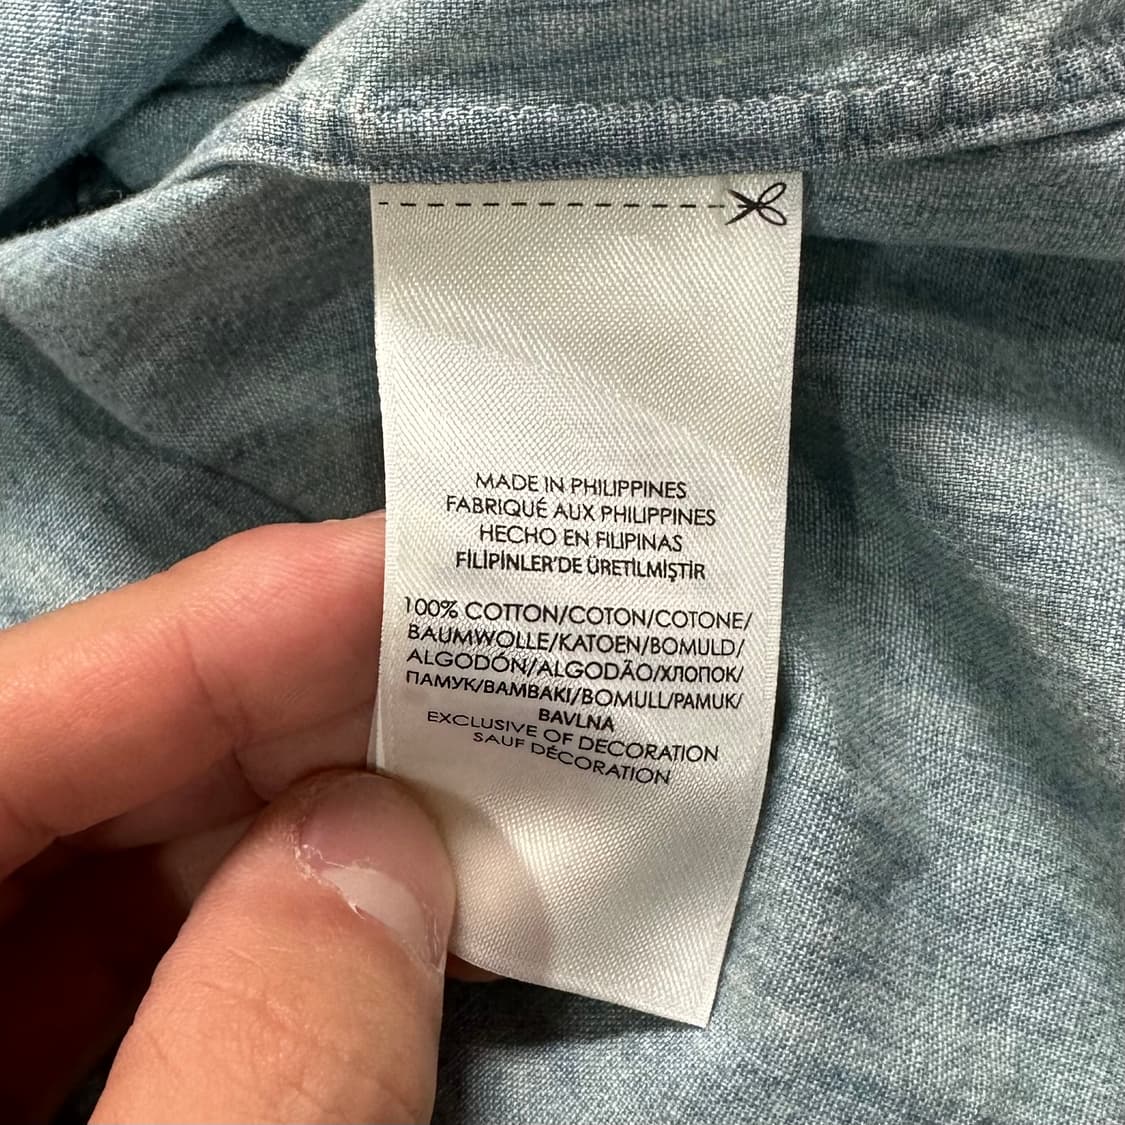 MADE IN PHILIPPINES
FABRIQUÉ AUX PHILIPPINES
HECHO EN FILIPINAS
FİLİPİNLER'DE ÜRETİLMİŞTİR
100% COTTON/COTON/COTONE/
BAUMWOLLE/KATOEN/BOMULD/
ALGODÓN/ALGODÃO/ХЛОПОК/
ПАМУК/BAMBAKI/BOMULL/PAMUK/
BAVLNA
EXCLUSIVE OF DECORATION
SAUF DÉCORATION